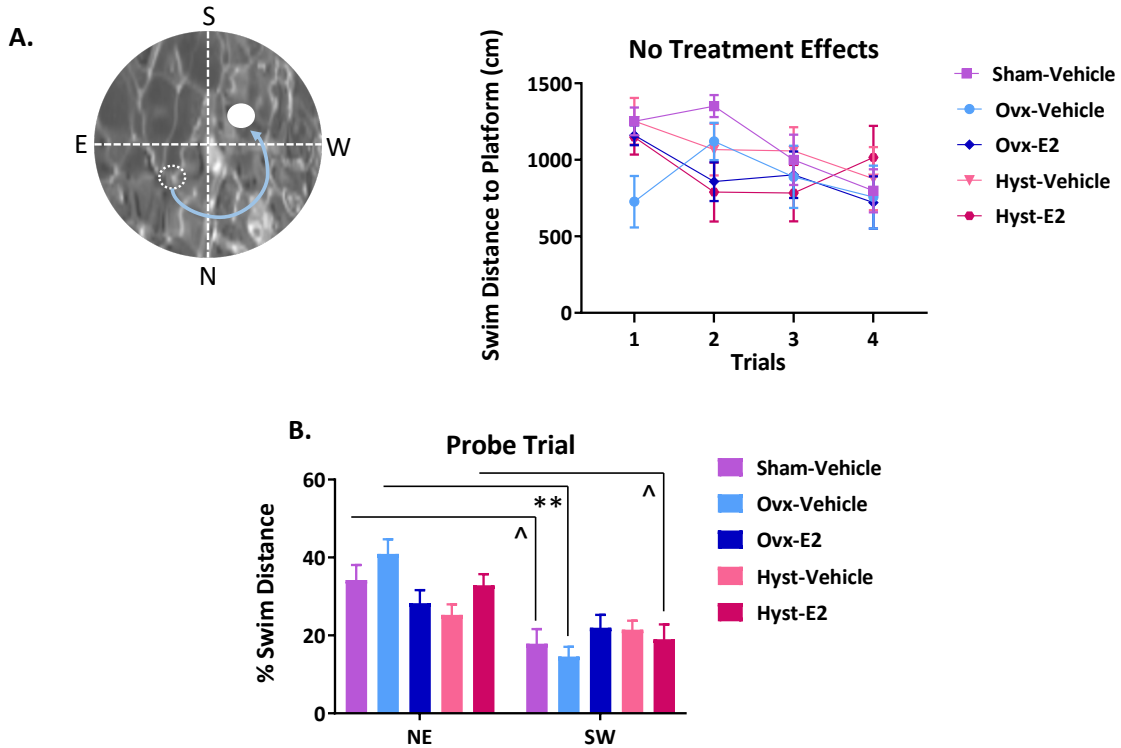 A.
S
E
W
N
No Treatment Effects
Swim Distance to Platform (cm)
1500
1000
500
0
1 2 3 4
Trials
Sham-Vehicle
Ovx-Vehicle
Ovx-E2
Hyst-Vehicle
Hyst-E2
B.
Probe Trial
% Swim Distance
60
40
20
0
^
**
^
NE SW
Sham-Vehicle
Ovx-Vehicle
Ovx-E2
Hyst-Vehicle
Hyst-E2